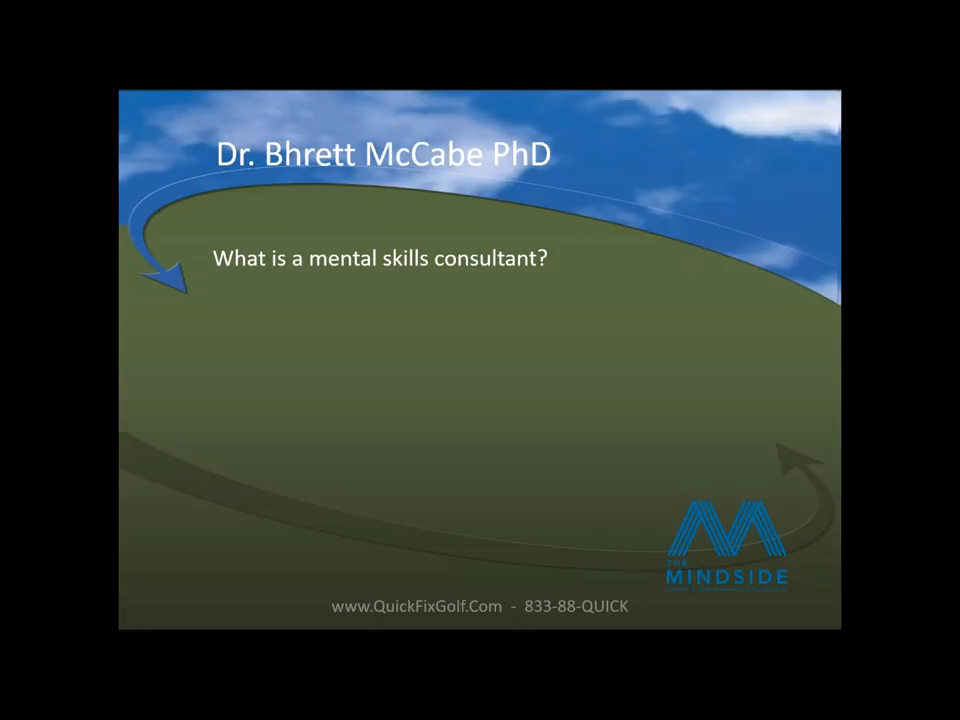 Dr. Bhrett McCabe PhD
What is a mental skills consultant?
THE
MINDSIDE
www.QuickFixGolf.Com - 833-88-QUICK